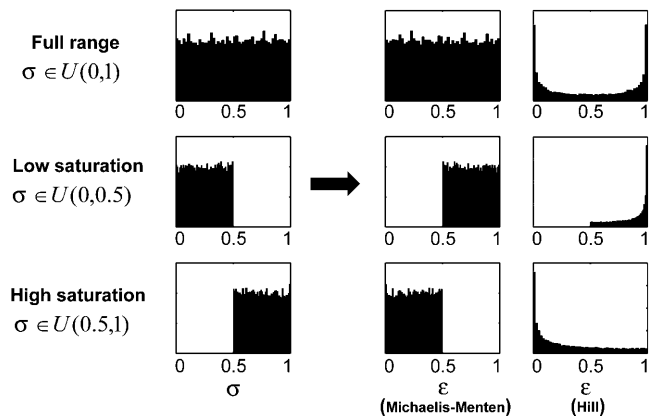 Full range
σ ∈ U(0,1)
0 0.5 1
0 0.5 1
0 0.5 1
Low saturation
σ ∈ U(0,0.5)
0 0.5 1
0 0.5 1
0 0.5 1
High saturation
σ ∈ U(0.5,1)
0 0.5 1
0 0.5 1
0 0.5 1
σ
ε
(Michaelis-Menten)
ε
(Hill)